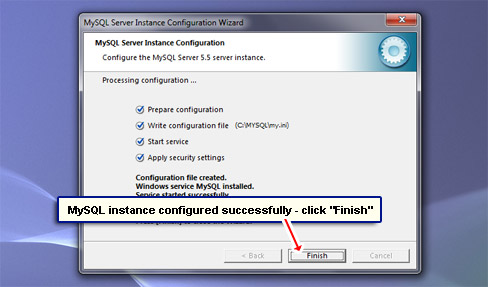 MySQL Server Instance Configuration Wizard
MySQL Server Instance Configuration
Configure the MySQL Server 5.5 server instance.
Processing configuration ...
Prepare configuration
Write configuration file (C:\MYSQL\my.ini)
Start service
Apply security settings
Configuration file created.
Windows service MySQL installed.
Service started successfully.
MySQL instance configured successfully - click "Finish"
< Back
Finish
Cancel